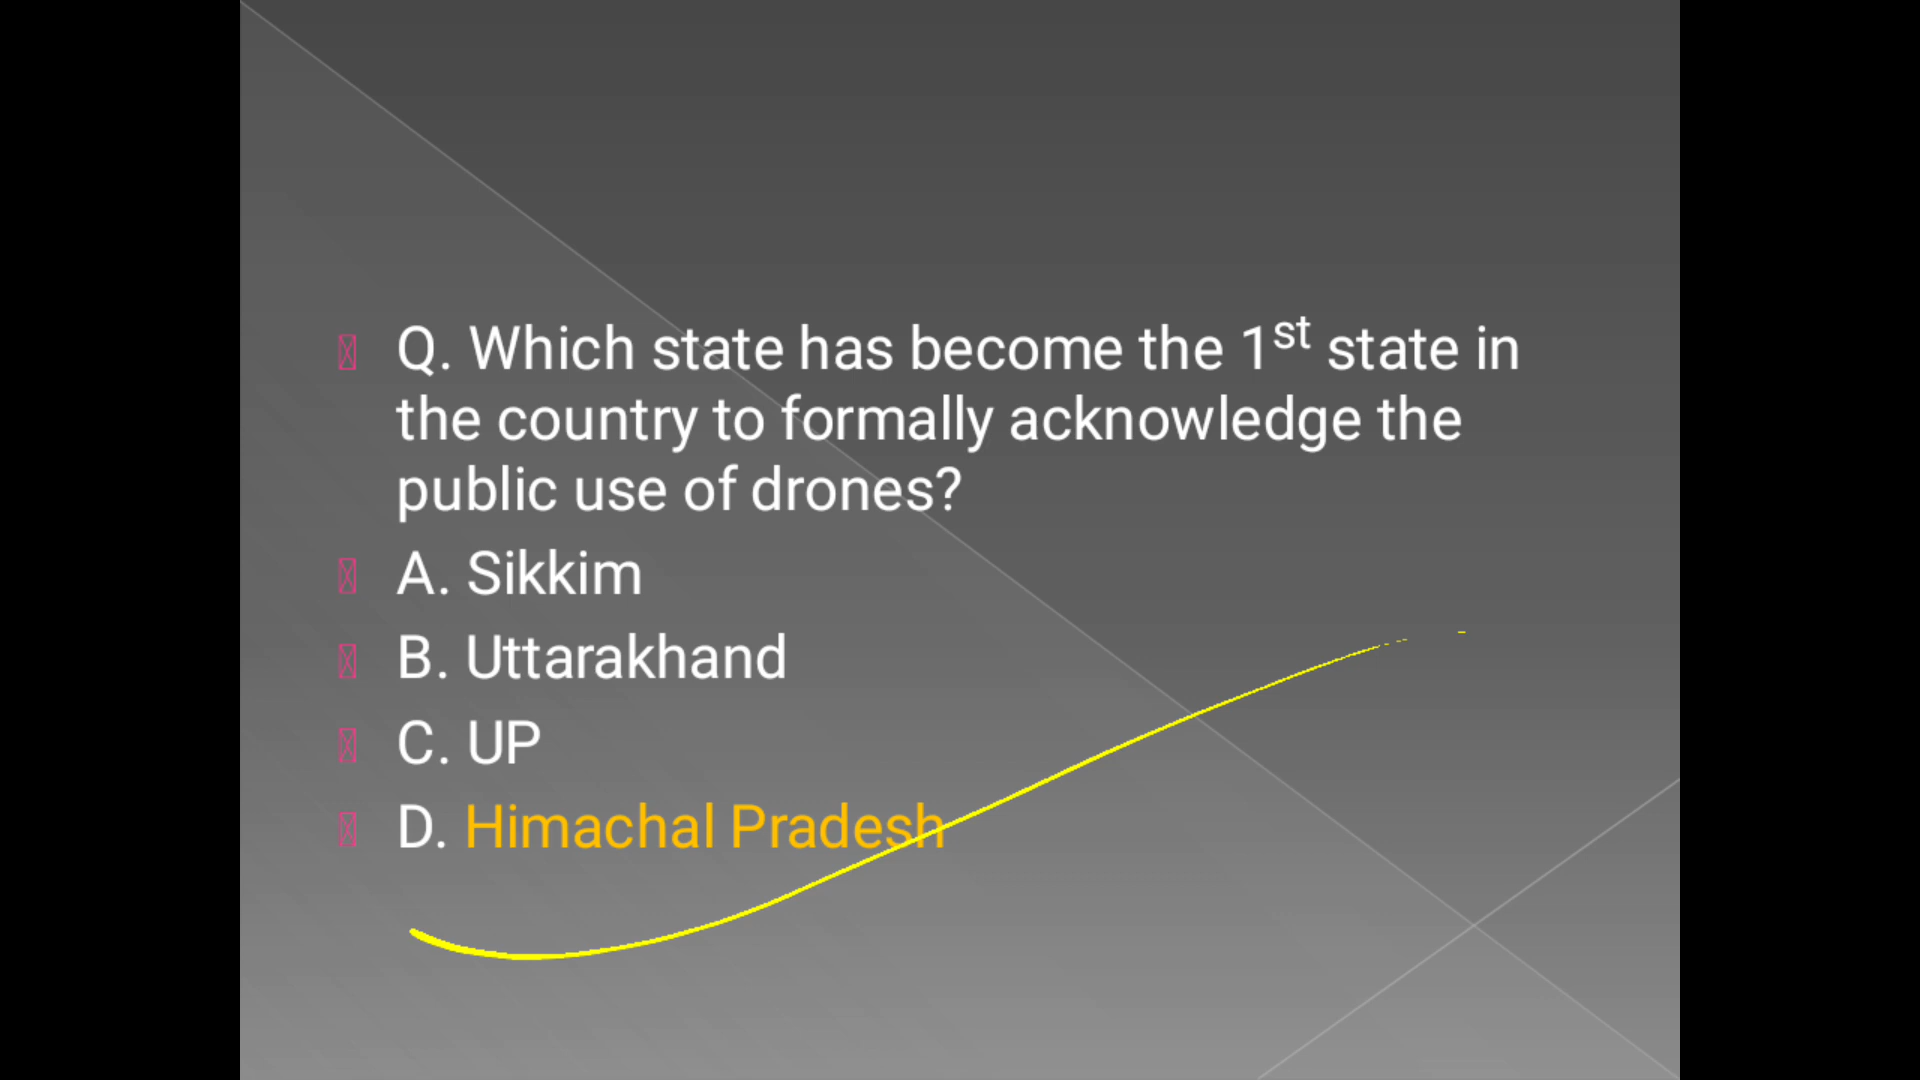 Q. Which state has become the 1st state in
the country to formally acknowledge the
public use of drones?
A. Sikkim
B. Uttarakhand
C. UP
D. Himachal Pradesh